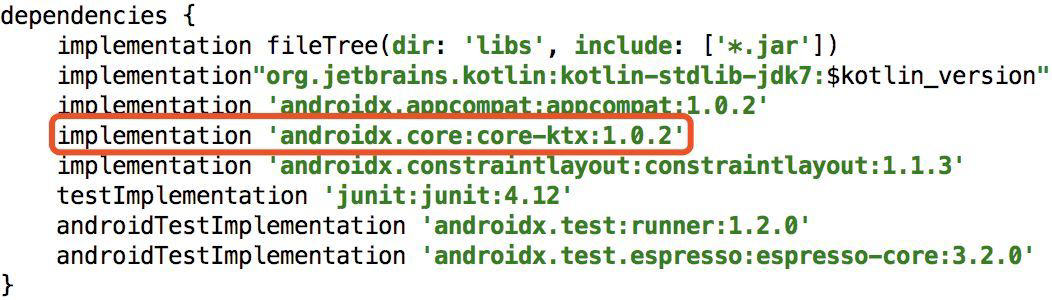 dependencies {
    implementation fileTree(dir: 'libs', include: ['*.jar'])
    implementation"org.jetbrains.kotlin:kotlin-stdlib-jdk7:$kotlin_version"
    implementation 'androidx.appcompat:appcompat:1.0.2'
    implementation 'androidx.core:core-ktx:1.0.2'
    implementation 'androidx.constraintlayout:constraintlayout:1.1.3'
    testImplementation 'junit:junit:4.12'
    androidTestImplementation 'androidx.test:runner:1.2.0'
    androidTestImplementation 'androidx.test.espresso:espresso-core:3.2.0'
}